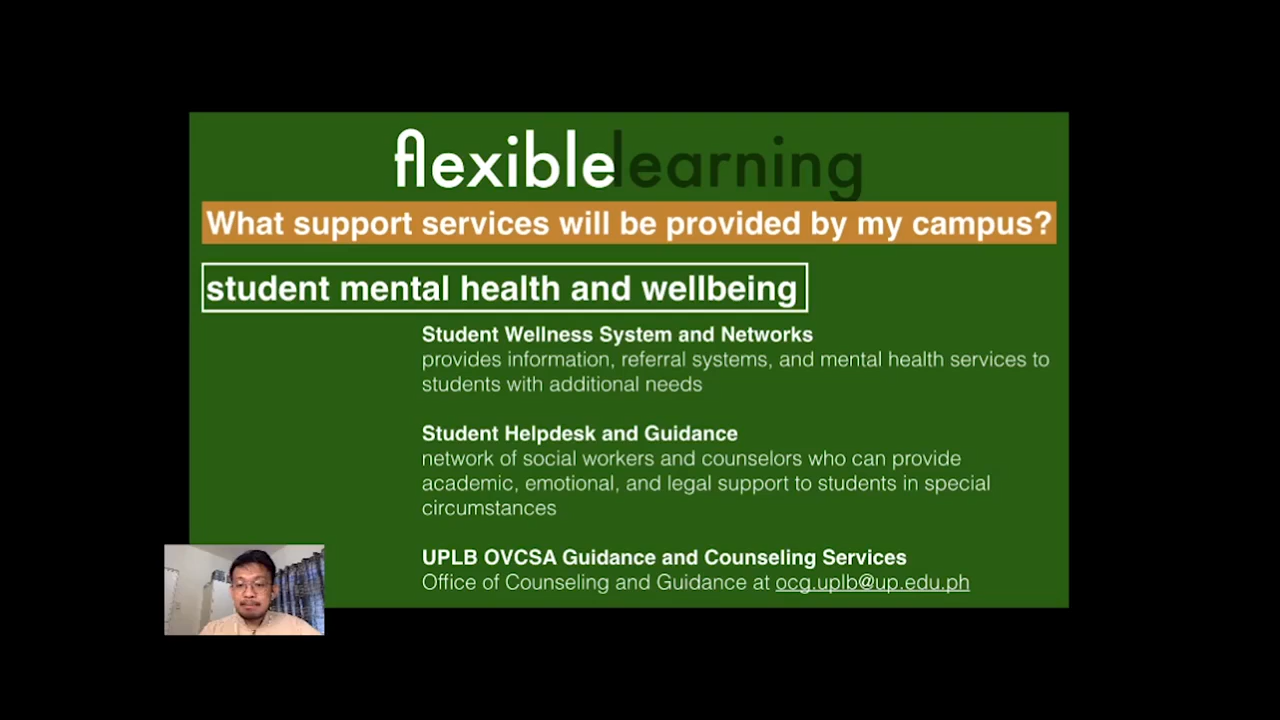 flexiblelearning
What support services will be provided by my campus?
student mental health and wellbeing
Student Wellness System and Networks
provides information, referral systems, and mental health services to
students with additional needs
Student Helpdesk and Guidance
network of social workers and counselors who can provide
academic, emotional, and legal support to students in special
circumstances
UPLB OVCSA Guidance and Counseling Services
Office of Counseling and Guidance at ocg.uplb@up.edu.ph